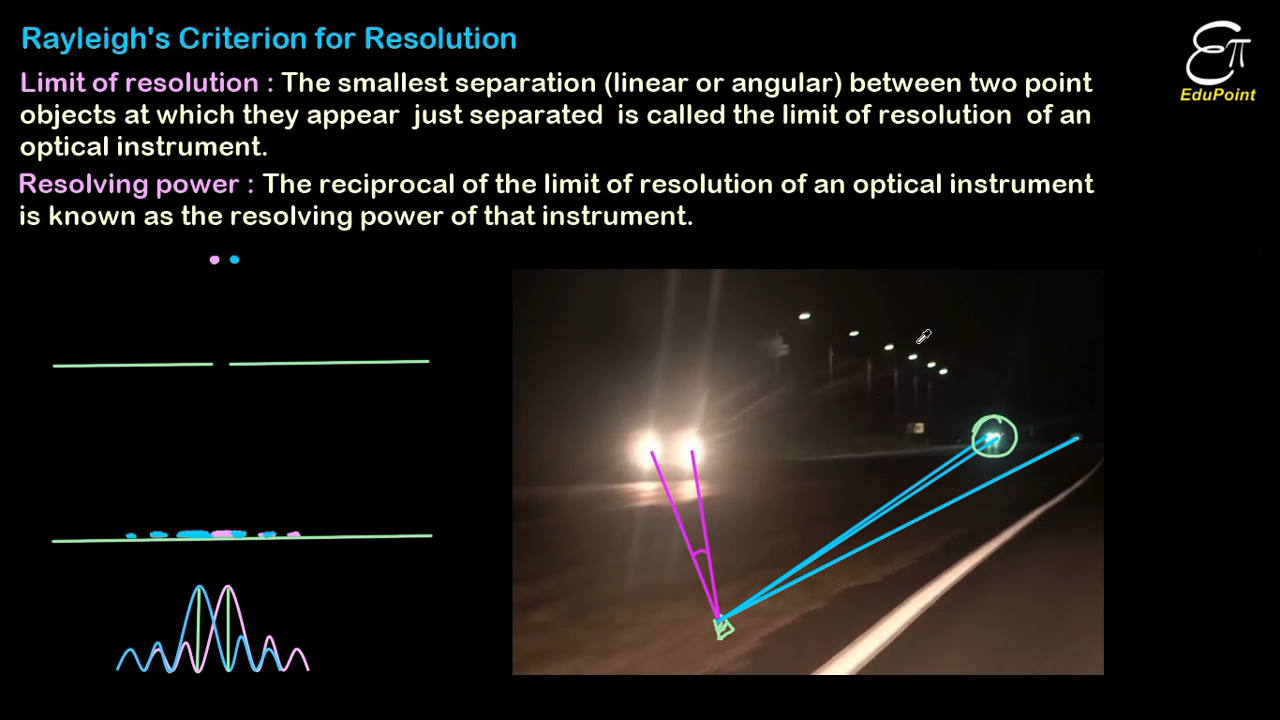 Rayleigh's Criterion for Resolution
Limit of resolution : The smallest separation (linear or angular) between two point
objects at which they appear just separated is called the limit of resolution of an
optical instrument.
Resolving power : The reciprocal of the limit of resolution of an optical instrument
is known as the resolving power of that instrument.
επ
EduPoint